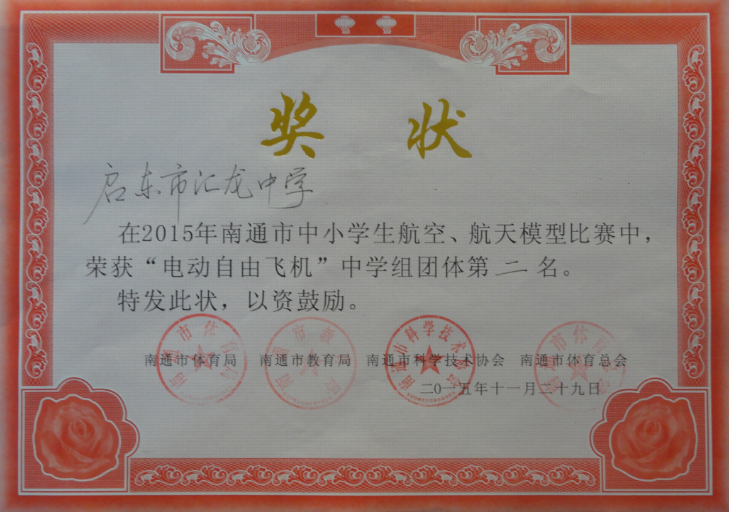 奖 状
启东市汇龙中学
在2015年南通市中小学生航空、航天模型比赛中，
荣获“电动自由飞机”中学组团体第二名。
特发此状，以资鼓励。
南通市体育局 南通市教育局 南通市科学技术协会 南通市体育总会
二〇一五年十一月二十九日